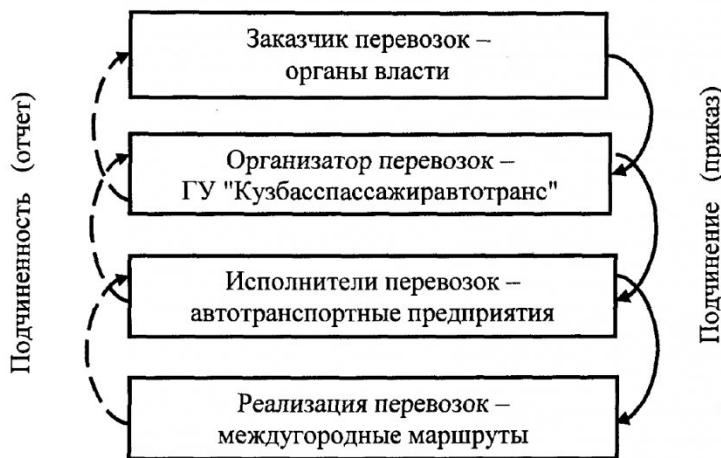 Заказчик перевозок –
органы власти
Организатор перевозок –
ГУ "Кузбасспассажиравтотранс"
Исполнители перевозок –
автотранспортные предприятия
Реализация перевозок –
междугородные маршруты
Подчиненность (отчет)
Подчинение (приказ)